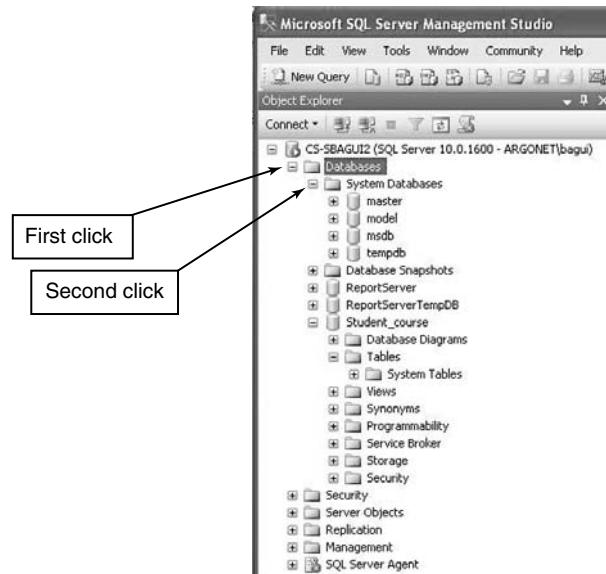 Microsoft SQL Server Management Studio
File Edit View Tools Window Community Help
New Query
Object Explorer
Connect
CS-SBAGUI2 (SQL Server 10.0.1600 - ARGONET\bagui)
Databases
System Databases
master
model
msdb
tempdb
Database Snapshots
ReportServer
ReportServerTempDB
Student_course
Database Diagrams
Tables
System Tables
Views
Synonyms
Programmability
Service Broker
Storage
Security
Security
Server Objects
Replication
Management
SQL Server Agent
First click
Second click